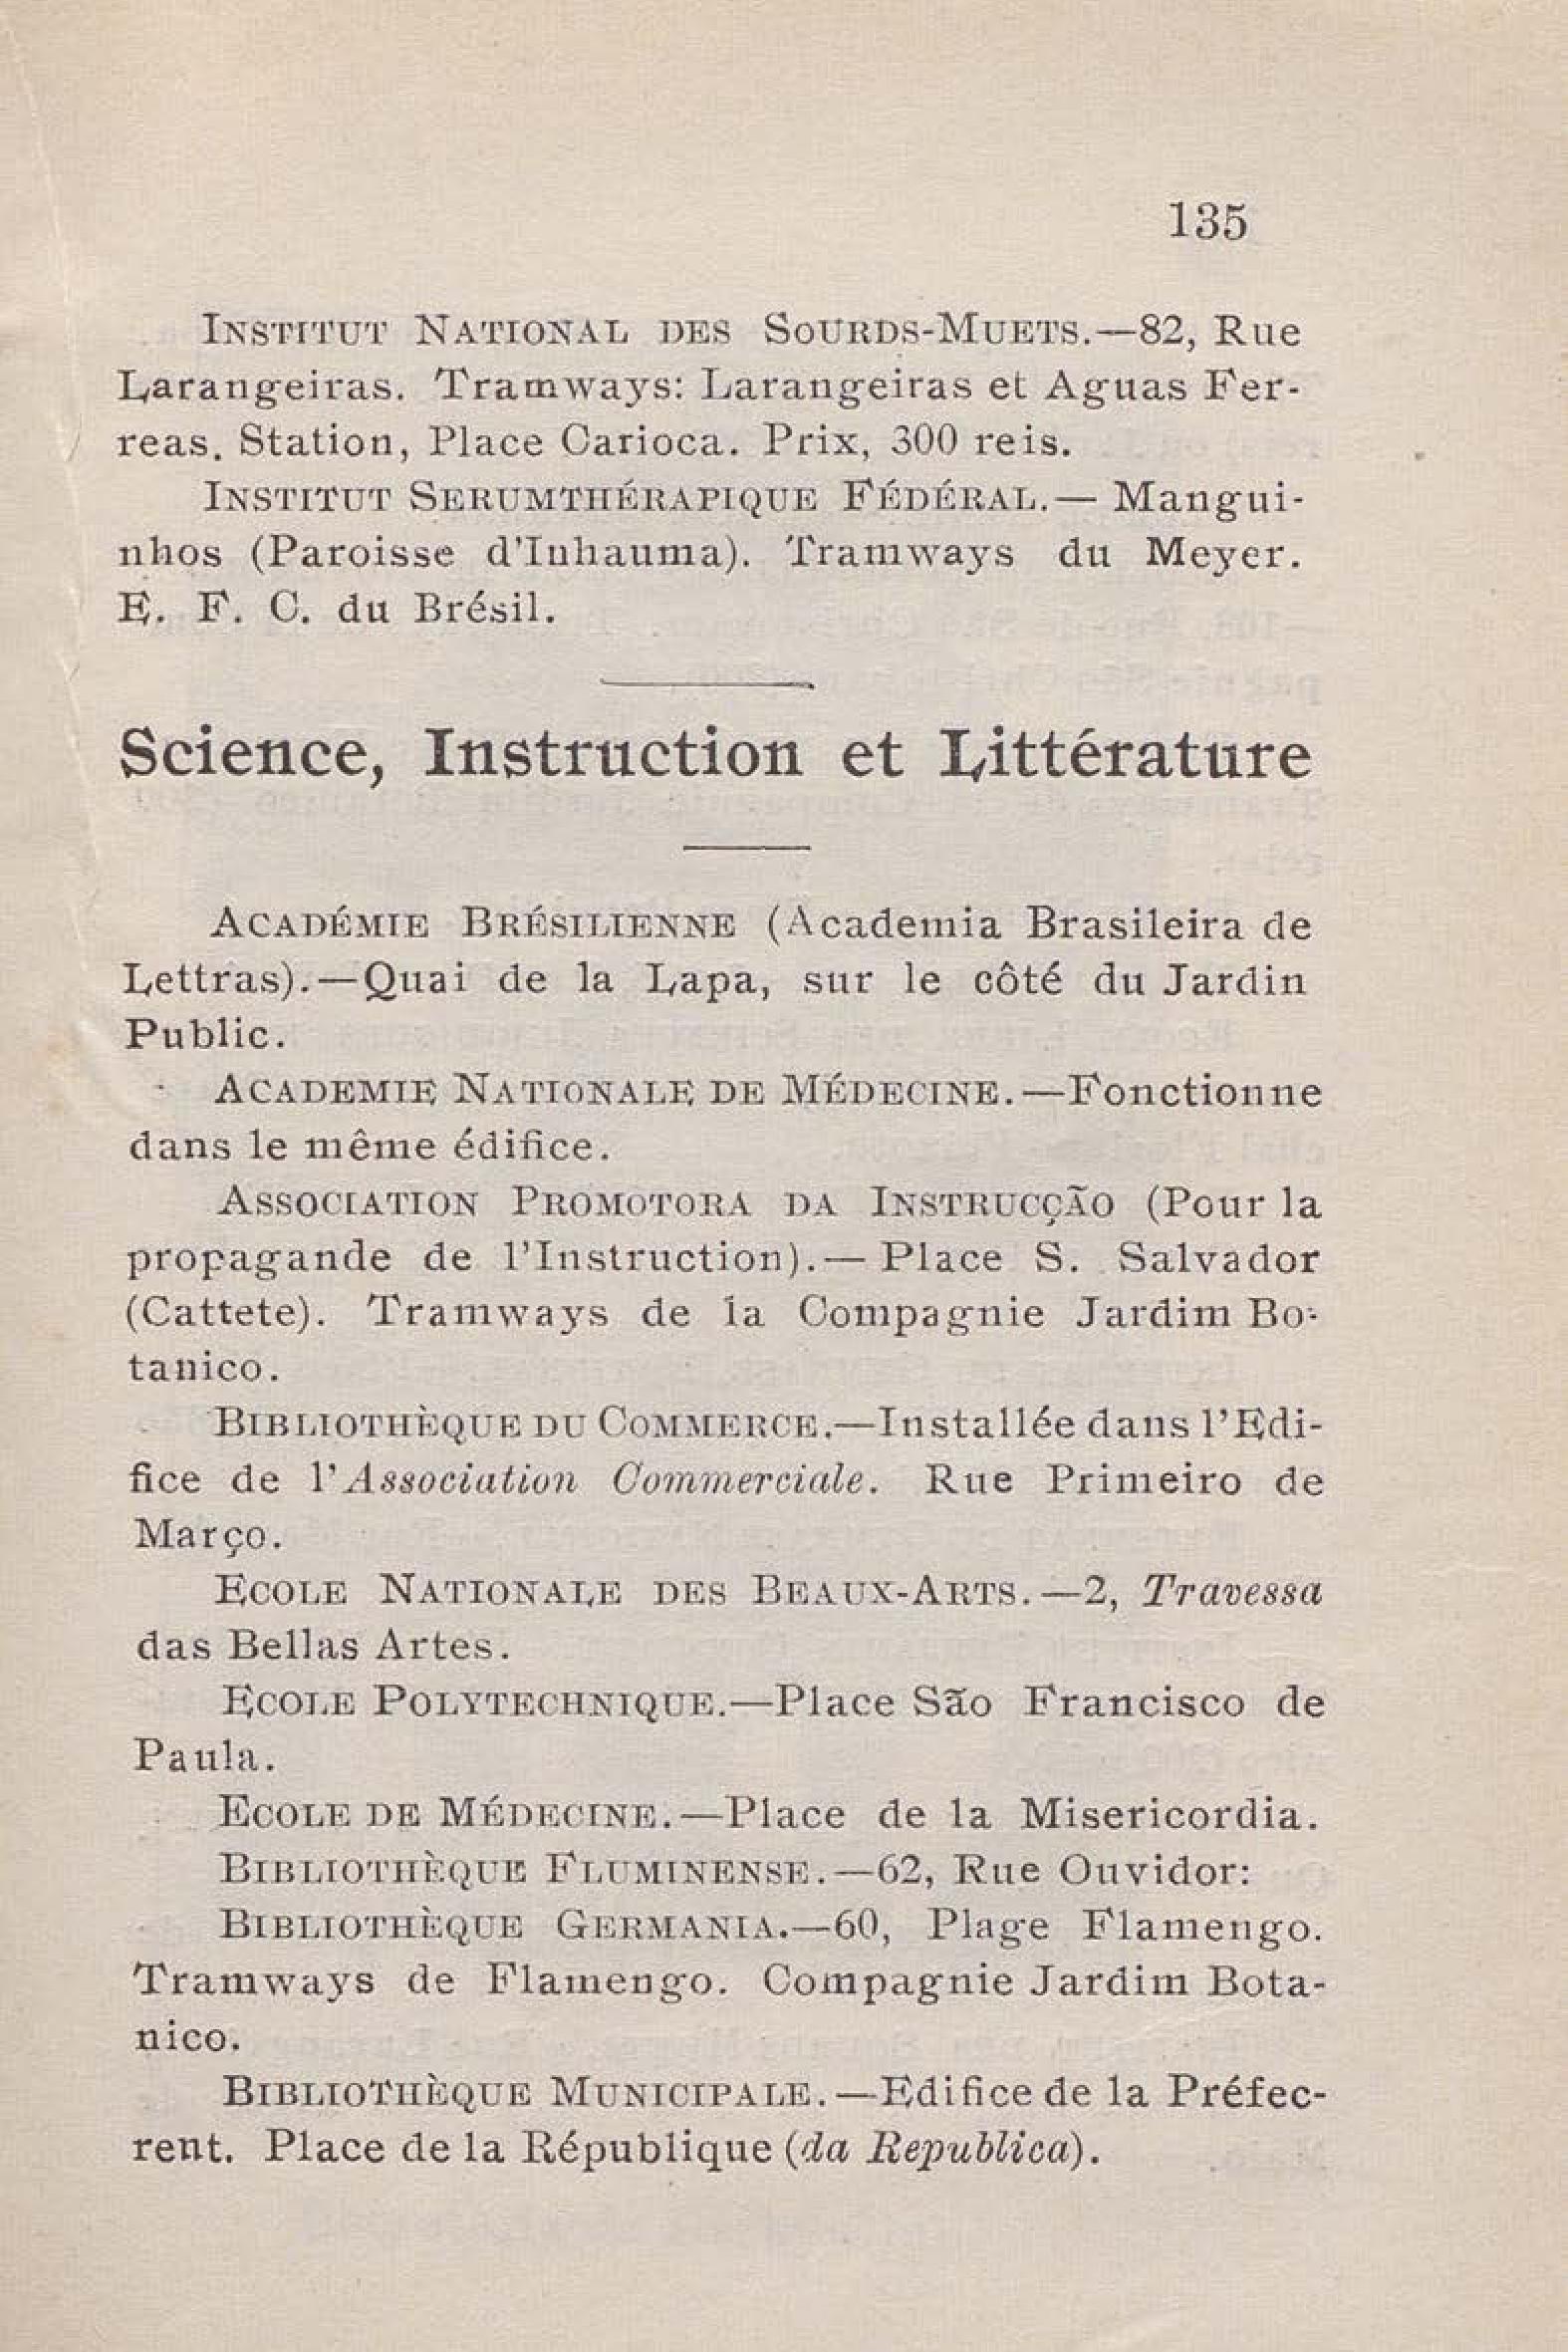 135
Institut National des Sourds-Muets.—82, Rue
Larangeiras. Tramways: Larangeiras et Aguas Fer-
reas. Station, Place Carioca. Prix, 300 reis.
Institut Serumthérapique Fédéral.— Mangui-
nhos (Paroisse d'Inhauma). Tramways du Meyer.
E. F. C. du Brésil.
Science, Instruction et Littérature
Académie Brésilienne (Academia Brasileira de
Lettras).—Quai de la Lapa, sur le côté du Jardin
Public.
Academie Nationale de Médecine.—Fonctionne
dans le même édifice.
Association Promotora da Instrucção (Pour la
propagande de l'Instruction).— Place S. Salvador
(Cattete). Tramways de la Compagnie Jardim Bo-
tanico.
Bibliothèque du Commerce.—Installée dans l'Edi-
fice de l'Association Commerciale. Rue Primeiro de
Março.
Ecole Nationale des Beaux-Arts.—2, Travessa
das Bellas Artes.
Ecole Polytechnique.—Place São Francisco de
Paula.
Ecole de Médecine.—Place de la Misericordia.
Bibliothèque Fluminense.—62, Rue Ouvidor:
Bibliothèque Germania.—60, Plage Flamengo.
Tramways de Flamengo. Compagnie Jardim Bota-
nico.
Bibliothèque Municipale.—Edifice de la Préfec-
rent. Place de la République (da Republica).